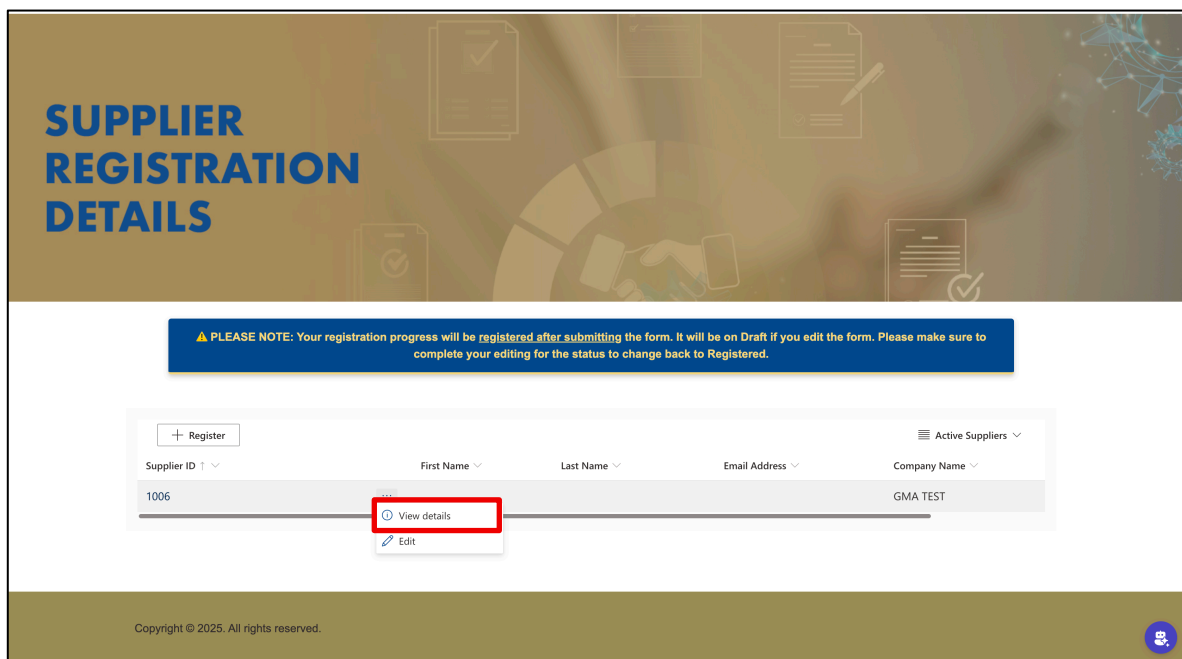 SUPPLIER
REGISTRATION
DETAILS
⚠ PLEASE NOTE: Your registration progress will be registered after submitting the form. It will be on Draft if you edit the form. Please make sure to
complete your editing for the status to change back to Registered.
+ Register
Active Suppliers
Supplier ID ↑ First Name Last Name Email Address Company Name
1006 ... GMA TEST
View details
Edit
Copyright © 2025. All rights reserved.